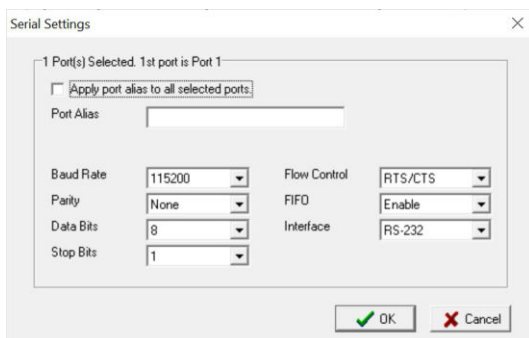 Serial Settings
1 Port(s) Selected. 1st port is Port 1
Apply port alias to all selected ports.
Port Alias
Baud Rate 115200 Flow Control RTS/CTS
Parity None FIFO Enable
Data Bits 8 Interface RS-232
Stop Bits 1
OK Cancel